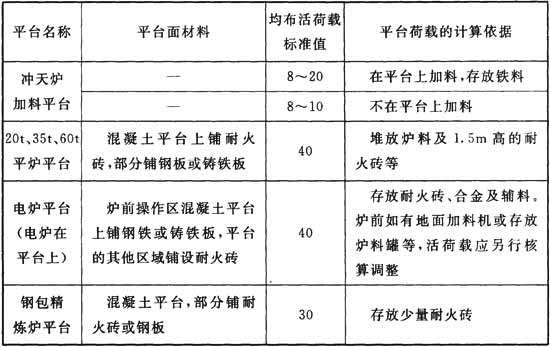 平台名称 平台面材料 均布活荷载标准值 平台荷载的计算依据
冲天炉
加料平台
— 8～20 在平台上加料,存放铁料
— 8～10 不在平台上加料
20t、35t、60t
平炉平台
混凝土平台上铺耐火
砖,部分铺钢板或铸铁板
40
堆放炉料及 1.5m 高的耐
火砖等
电炉平台
(电炉在
平台上)
炉前操作区混凝土平台
上铺钢铁或铸铁板,平台
的其他区域铺设耐火砖
40
存放耐火砖、合金及辅料。
炉前如有地面加料机或存放
炉料罐等,活荷载应另行核
算调整
钢包精
炼炉平台
混凝土平台,部分铺耐
火砖或钢板
30
存放少量耐火砖